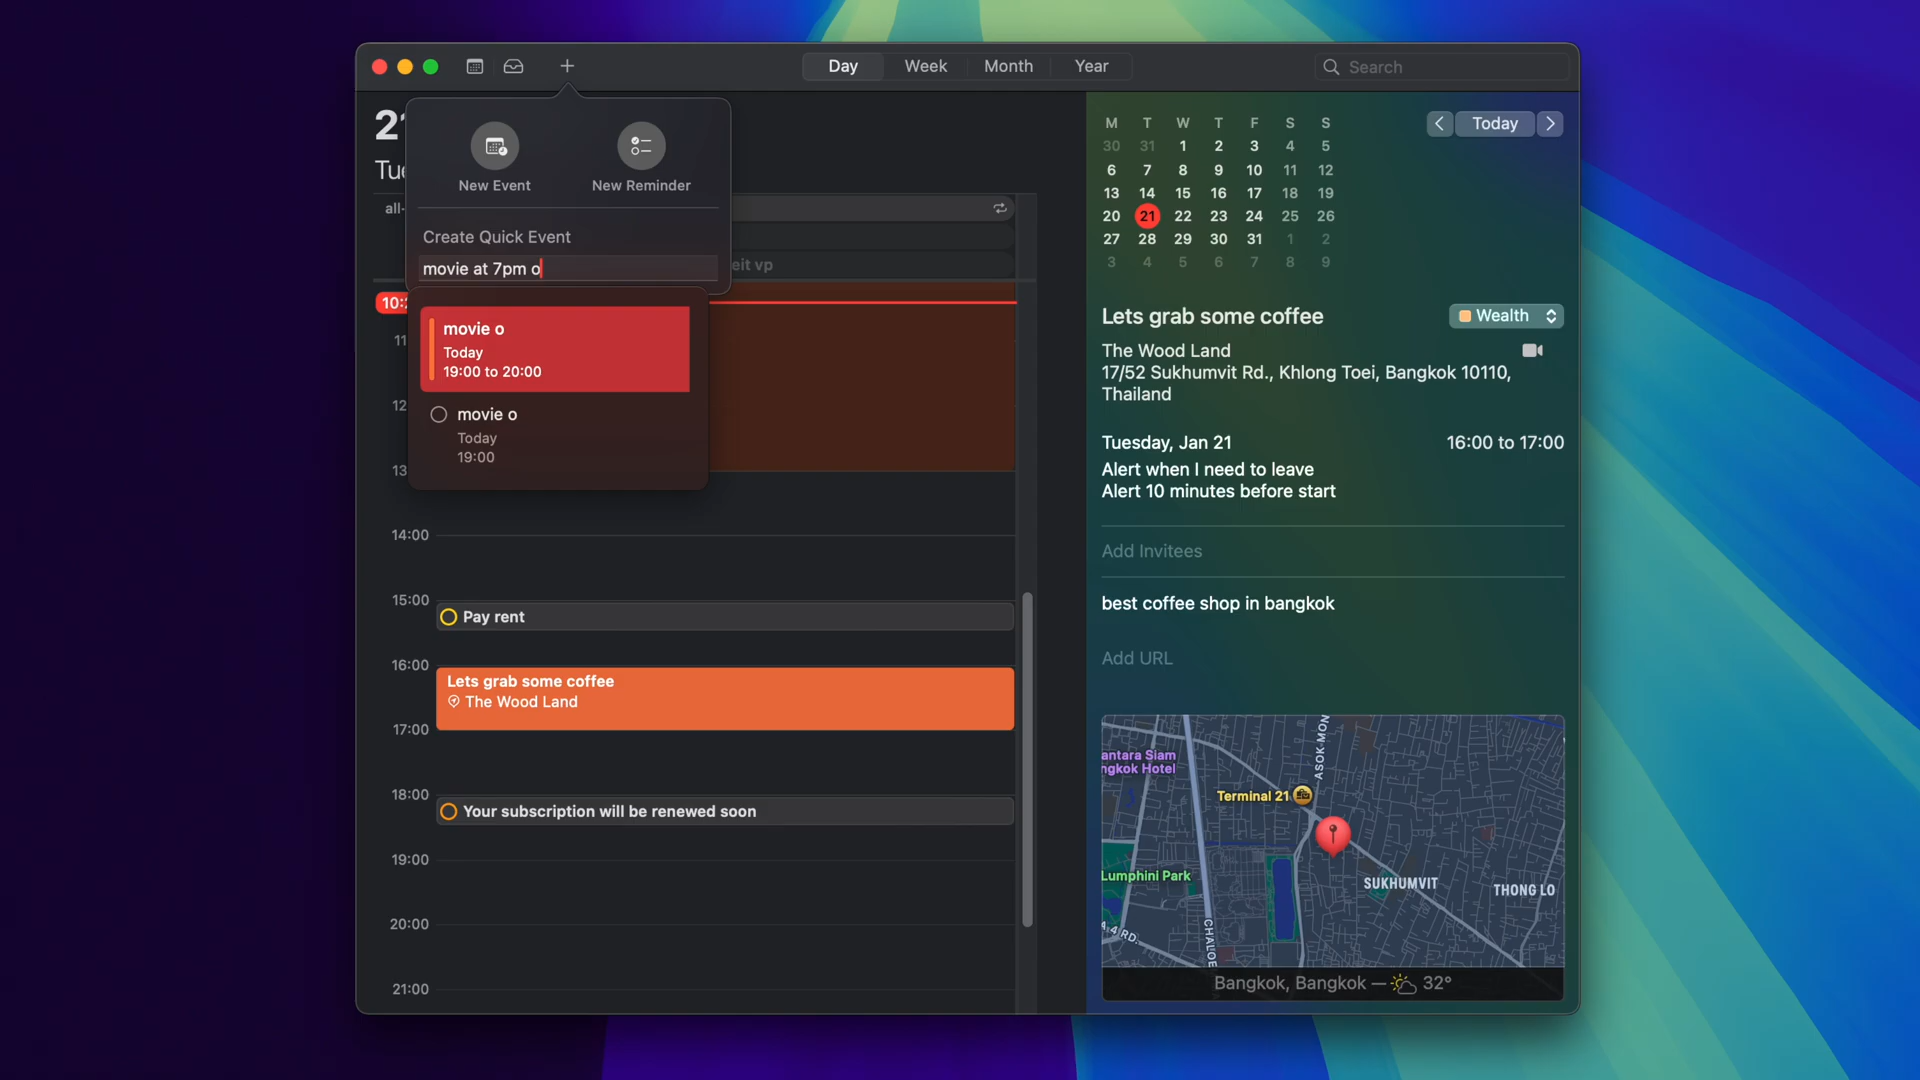 Day
Week
Month
Year
Search
Tue
all-
New Event
New Reminder
Create Quick Event
movie at 7pm o
eit vp
movie o
Today
19:00 to 20:00
movie o
Today
19:00
10:2
11
12
13
14:00
15:00
Pay rent
16:00
Lets grab some coffee
The Wood Land
17:00
18:00
Your subscription will be renewed soon
19:00
20:00
21:00
M T W T F S S
30 31 1 2 3 4 5
6 7 8 9 10 11 12
13 14 15 16 17 18 19
20 21 22 23 24 25 26
27 28 29 30 31 1 2
3 4 5 6 7 8 9
Today
Lets grab some coffee
Wealth
The Wood Land
17/52 Sukhumvit Rd., Khlong Toei, Bangkok 10110,
Thailand
Tuesday, Jan 21
16:00 to 17:00
Alert when I need to leave
Alert 10 minutes before start
Add Invitees
best coffee shop in bangkok
Add URL
antara Siam
ngkok Hotel
ASOK-MON
Terminal 21
Lumphini Park
SUKHUMVIT
THONG LO
CHALOE
A 4 RD.
Bangkok, Bangkok — 32°